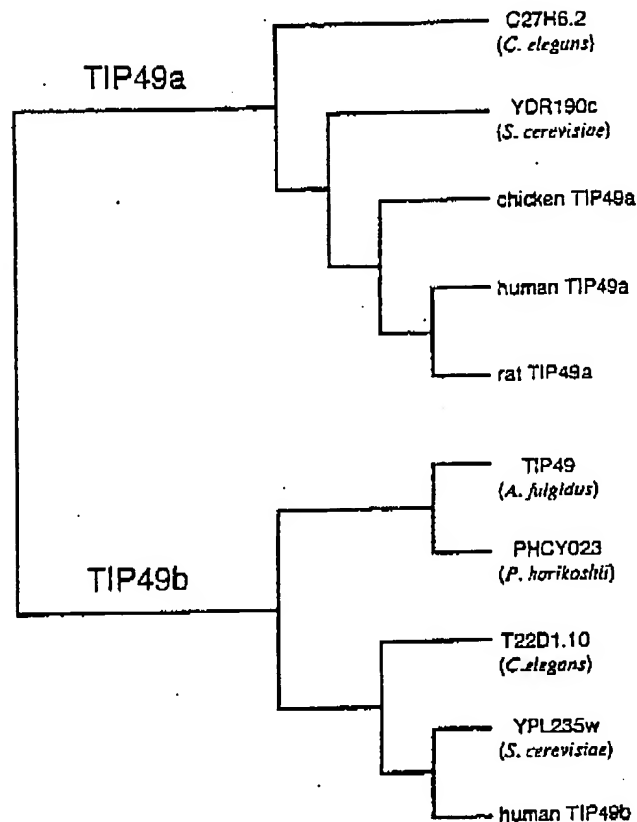 C27H6.2
(C. elegans)
TIP49a
YDR190c
(S. cerevisiae)
chicken TIP49a
human TIP49a
rat TIP49a
TIP49
(A. fulgidus)
PHCY023
(P. horikoshii)
TIP49b
T22D1.10
(C.elegans)
YPL235w
(S. cerevisiae)
human TIP49b